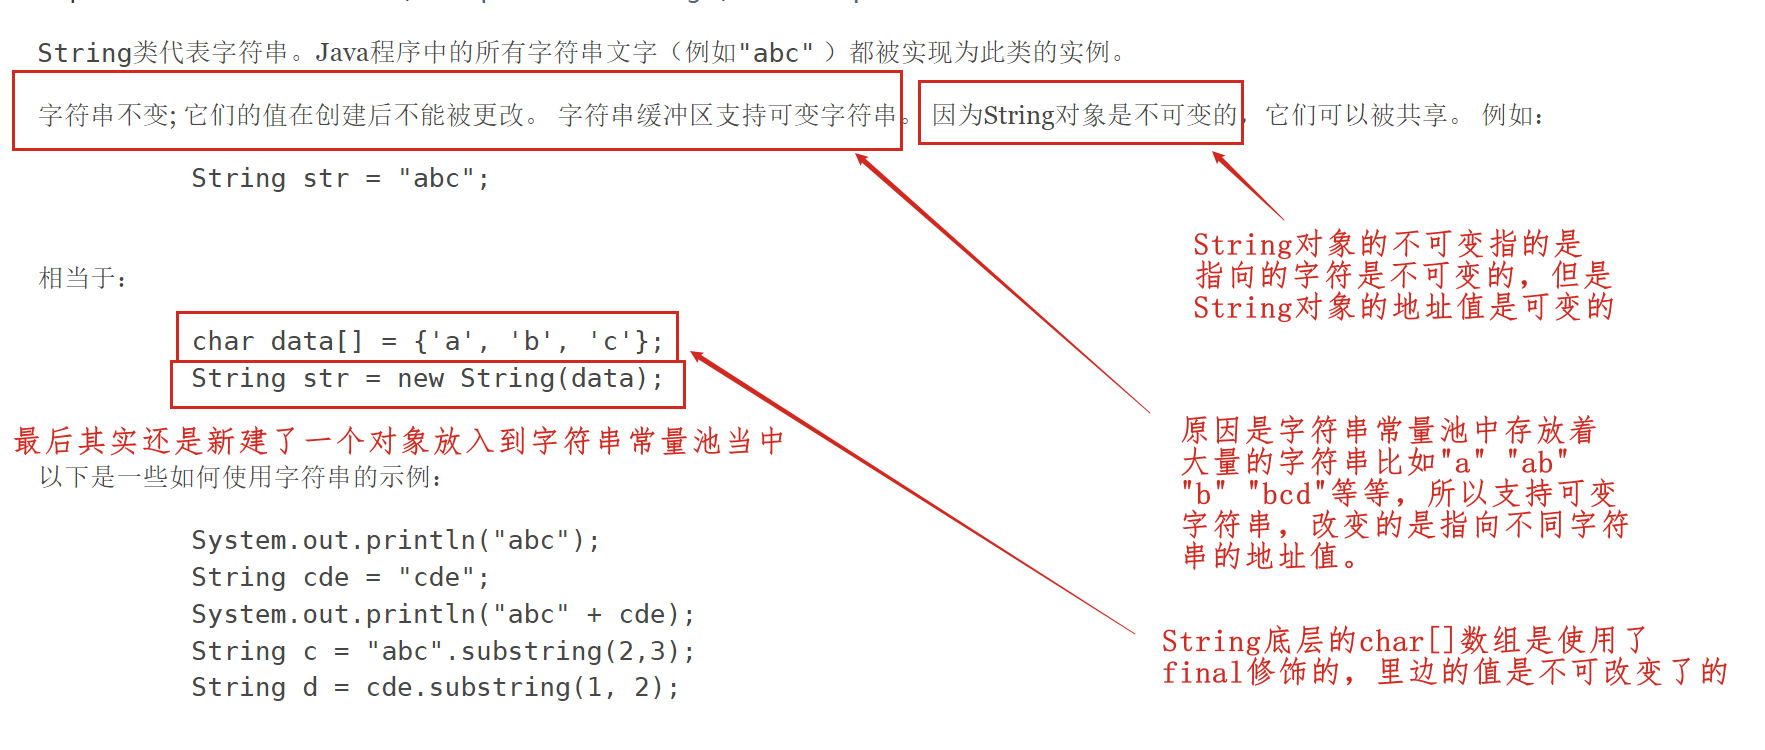 String类代表字符串。Java程序中的所有字符串文字（例如"abc" ）都被实现为此类的实例。
字符串不变; 它们的值在创建后不能被更改。 字符串缓冲区支持可变字符串。 因为String对象是不可变的，它们可以被共享。 例如：
String str = "abc";
String对象的不可变指的是
指向的字符是不可变的，但是
String对象的地址值是可变的
相当于：
char data[] = {'a', 'b', 'c'};
String str = new String(data);
最后其实还是新建了一个对象放入到字符串常量池当中
原因是字符串常量池中存放着
大量的字符串比如"a" "ab"
"b" "bcd"等等，所以支持可变
字符串，改变的是指向不同字符
串的地址值。
以下是一些如何使用字符串的示例：
System.out.println("abc");
String cde = "cde";
System.out.println("abc" + cde);
String c = "abc".substring(2,3);
String d = cde.substring(1, 2);
String底层的char[]数组是使用了
final修饰的，里边的值是不可改变了的